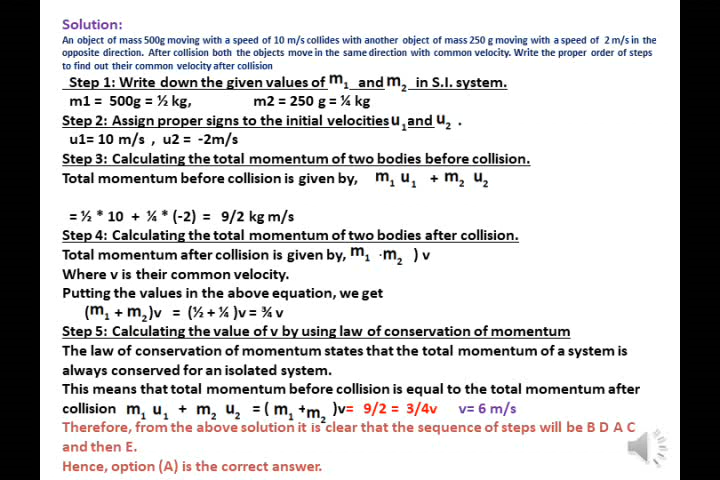 Solution:
An object of mass 500g moving with a speed of 10 m/s collides with another object of mass 250 g moving with a speed of 2 m/s in the
opposite direction. After collision both the objects move in the same direction with common velocity. Write the proper order of steps
to find out their common velocity after collision
Step 1: Write down the given values of m₁ and m₂ in S.I. system.
m1 = 500g = ½ kg, m2 = 250 g = ¼ kg
Step 2: Assign proper signs to the initial velocities u₁ and u₂ .
u1= 10 m/s , u2 = -2m/s
Step 3: Calculating the total momentum of two bodies before collision.
Total momentum before collision is given by, m₁ u₁ + m₂ u₂
= ½ * 10 + ¼ * (-2) = 9/2 kg m/s
Step 4: Calculating the total momentum of two bodies after collision.
Total momentum after collision is given by, m₁ ·m₂ ) v
Where v is their common velocity.
Putting the values in the above equation, we get
(m₁ + m₂)v = (½ + ¼ )v = ¾ v
Step 5: Calculating the value of v by using law of conservation of momentum
The law of conservation of momentum states that the total momentum of a system is
always conserved for an isolated system.
This means that total momentum before collision is equal to the total momentum after
collision m₁ u₁ + m₂ u₂ = ( m₁ +m₂ )v= 9/2 = 3/4v v= 6 m/s
Therefore, from the above solution it is clear that the sequence of steps will be B D A C
and then E.
Hence, option (A) is the correct answer.